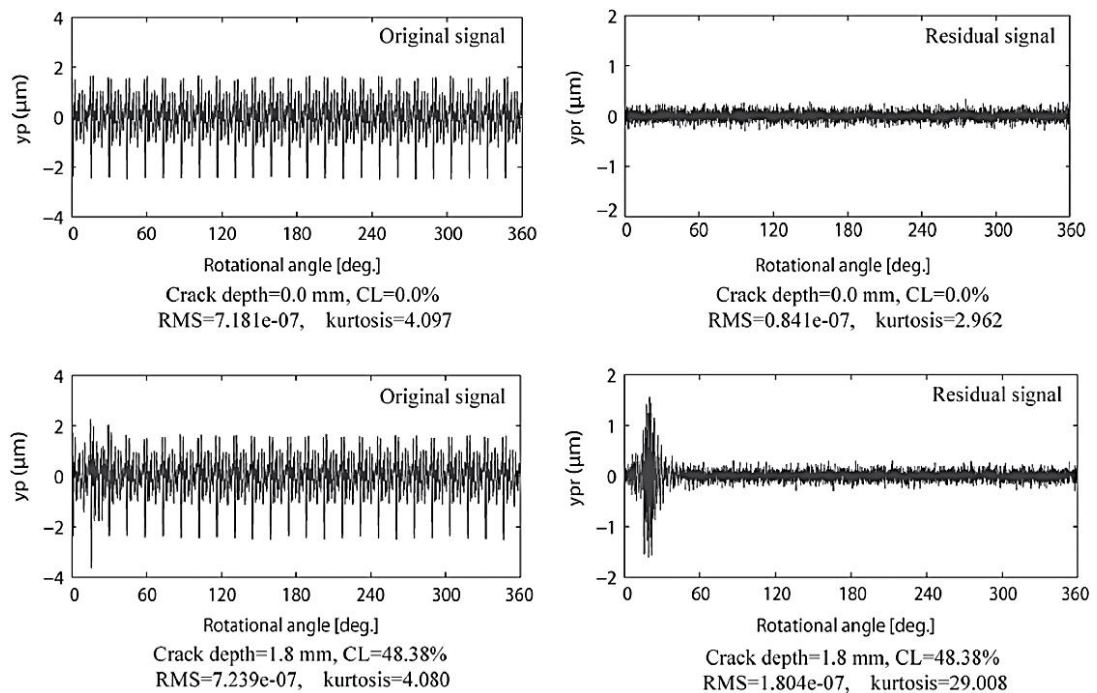 Original signal
yp (μm)
4
2
0
−2
−4
0 60 120 180 240 300 360
Rotational angle [deg.]
Crack depth=0.0 mm, CL=0.0%
RMS=7.181e-07, kurtosis=4.097
Residual signal
ypr (μm)
2
1
0
−1
−2
0 60 120 180 240 300 360
Rotational angle [deg.]
Crack depth=0.0 mm, CL=0.0%
RMS=0.841e-07, kurtosis=2.962
Original signal
yp (μm)
4
2
0
−2
−4
0 60 120 180 240 300 360
Rotational angle [deg.]
Crack depth=1.8 mm, CL=48.38%
RMS=7.239e-07, kurtosis=4.080
Residual signal
ypr (μm)
2
1
0
−1
−2
0 60 120 180 240 300 360
Rotational angle [deg.]
Crack depth=1.8 mm, CL=48.38%
RMS=1.804e-07, kurtosis=29.008